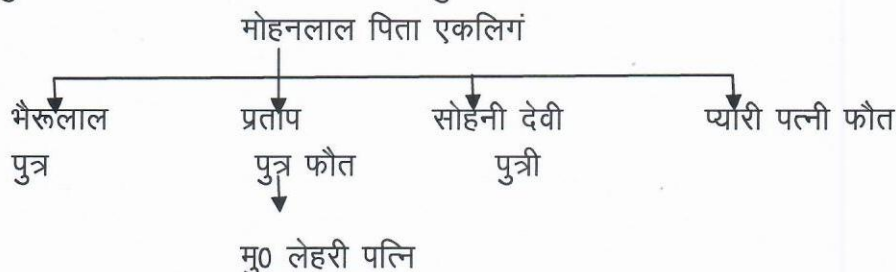 मोहनलाल पिता एकलिगं
भैरूलाल प्रताप सोहनी देवी प्यारी पत्नी फौत
पुत्र पुत्र फौत पुत्री
मु0 लेहरी पत्नि